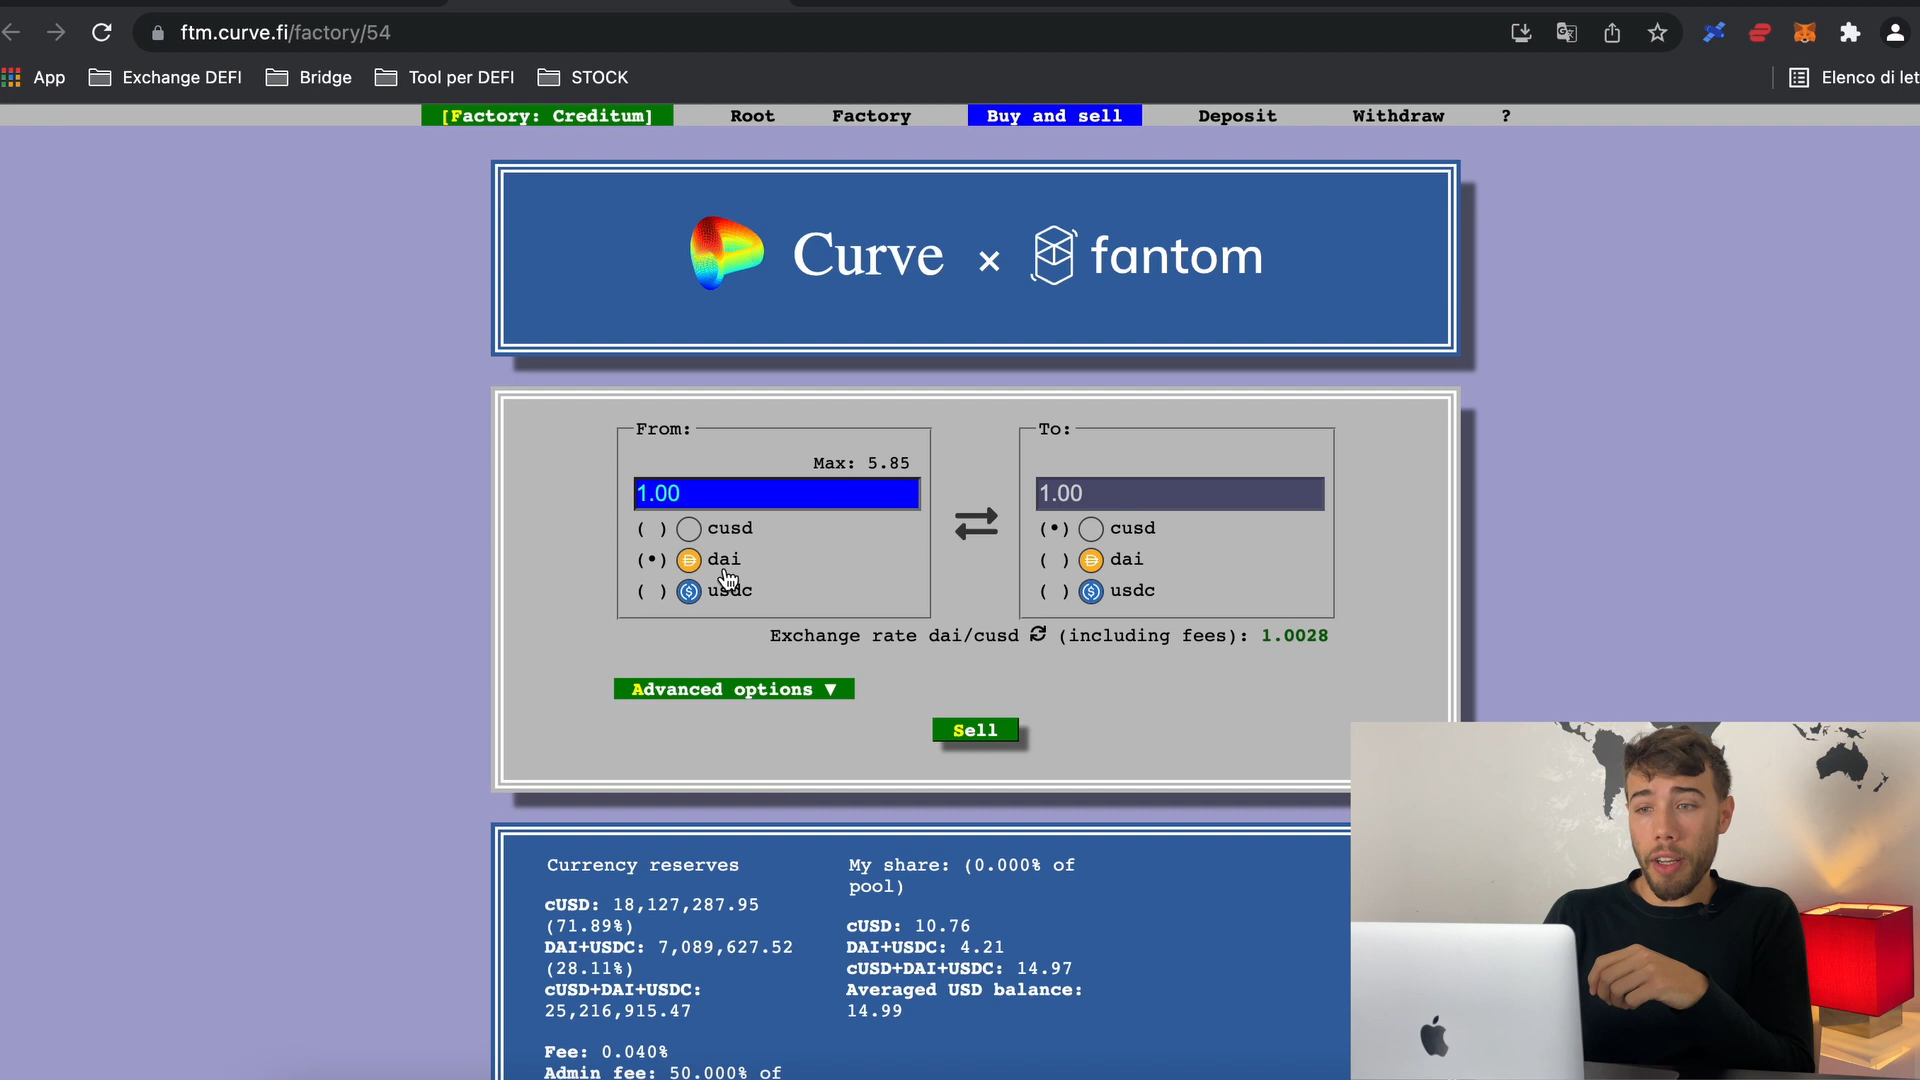 ftm.curve.fi/factory/54
App Exchange DEFI Bridge Tool per DEFI STOCK Elenco di let
[Factory: Creditum] Root Factory Buy and sell Deposit Withdraw ?
Curve × fantom
From: To:
Max: 5.85
1.00 1.00
( ) cusd (•) cusd
(•) dai ( ) dai
( ) usdc ( ) usdc
Exchange rate dai/cusd (including fees): 1.0028
Advanced options ▼
Sell
Currency reserves
cUSD: 18,127,287.95
(71.89%)
DAI+USDC: 7,089,627.52
(28.11%)
cUSD+DAI+USDC:
25,216,915.47
Fee: 0.040%
Admin fee: 50.000% of
My share: (0.000% of
pool)
cUSD: 10.76
DAI+USDC: 4.21
cUSD+DAI+USDC: 14.97
Averaged USD balance:
14.99